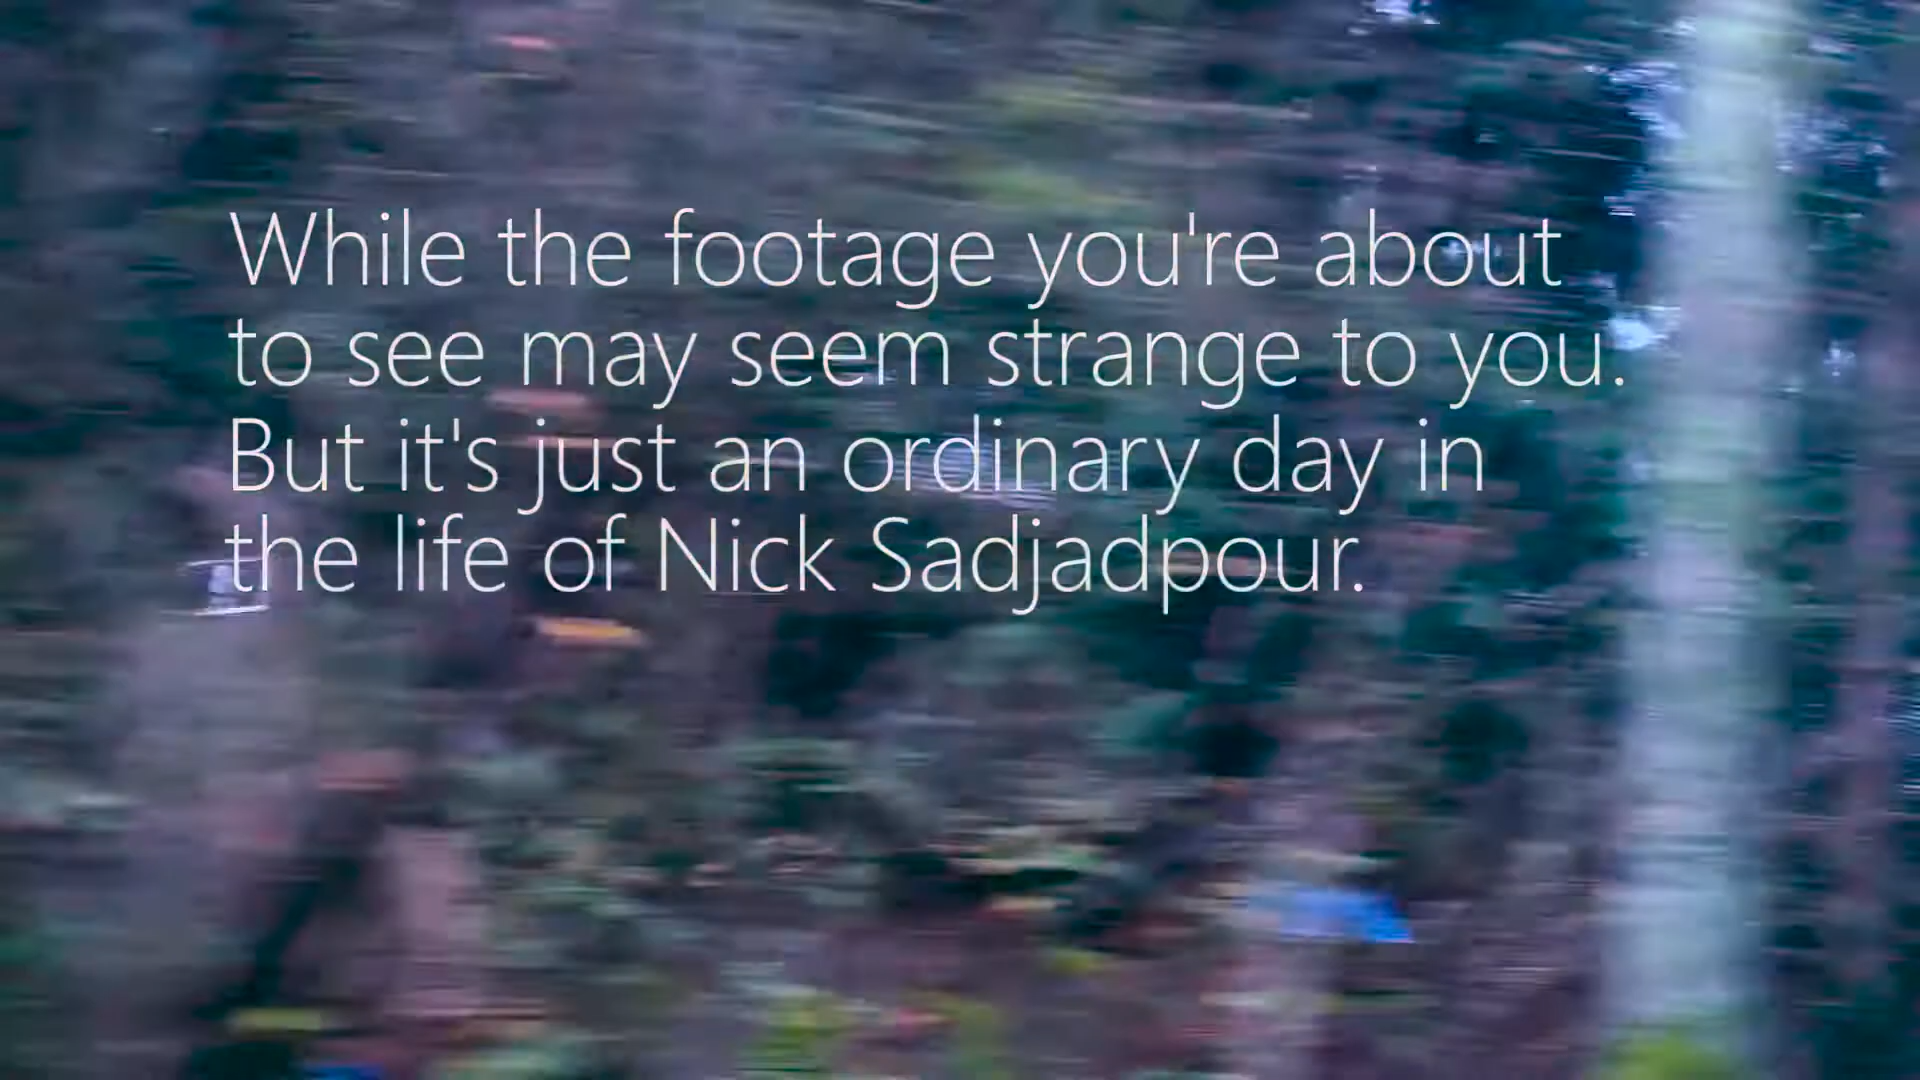 While the footage you're about
to see may seem strange to you.
But it's just an ordinary day in
the life of Nick Sadjadpour.